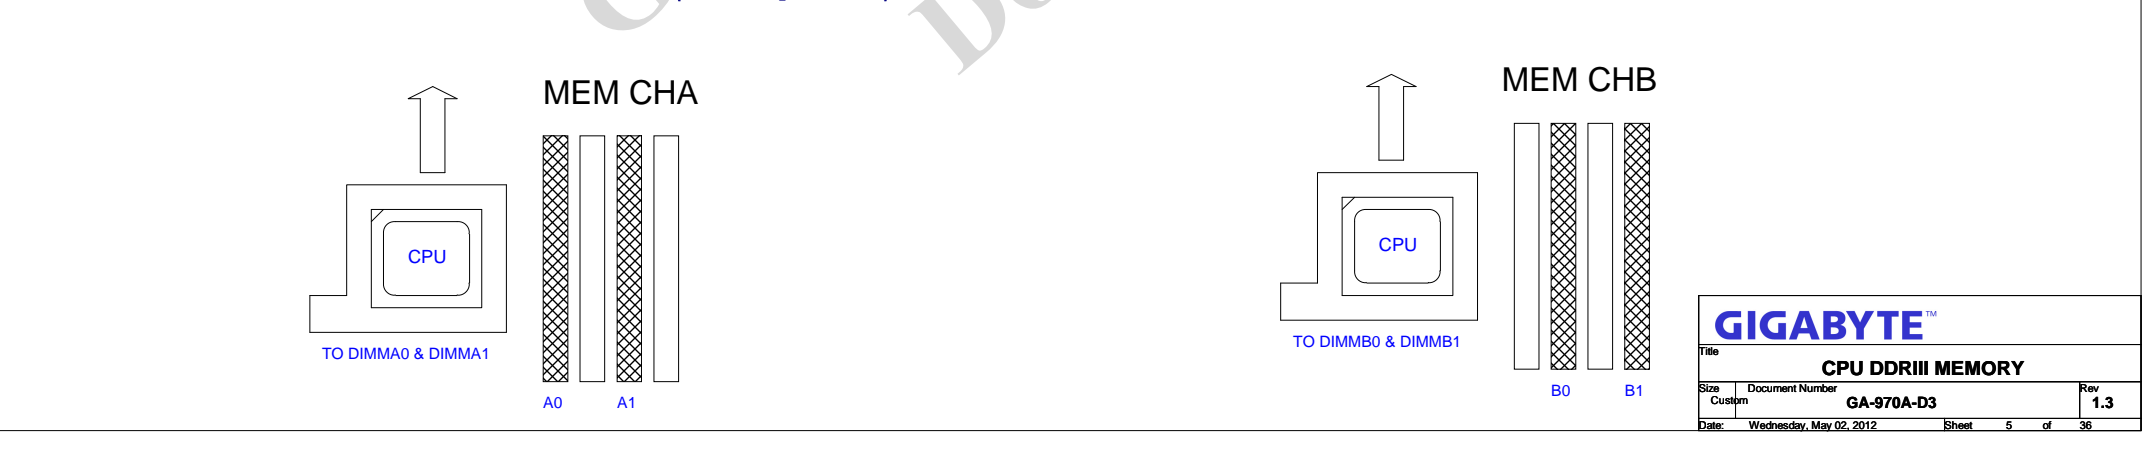 MEM CHA
CPU
TO DIMMA0 & DIMMA1
A0 A1
MEM CHB
CPU
TO DIMMB0 & DIMMB1
B0 B1
GIGABYTE™
Title
CPU DDRIII MEMORY
Size Document Number Rev
Custom GA-970A-D3 1.3
Date: Wednesday, May 02, 2012 Sheet 5 of 36